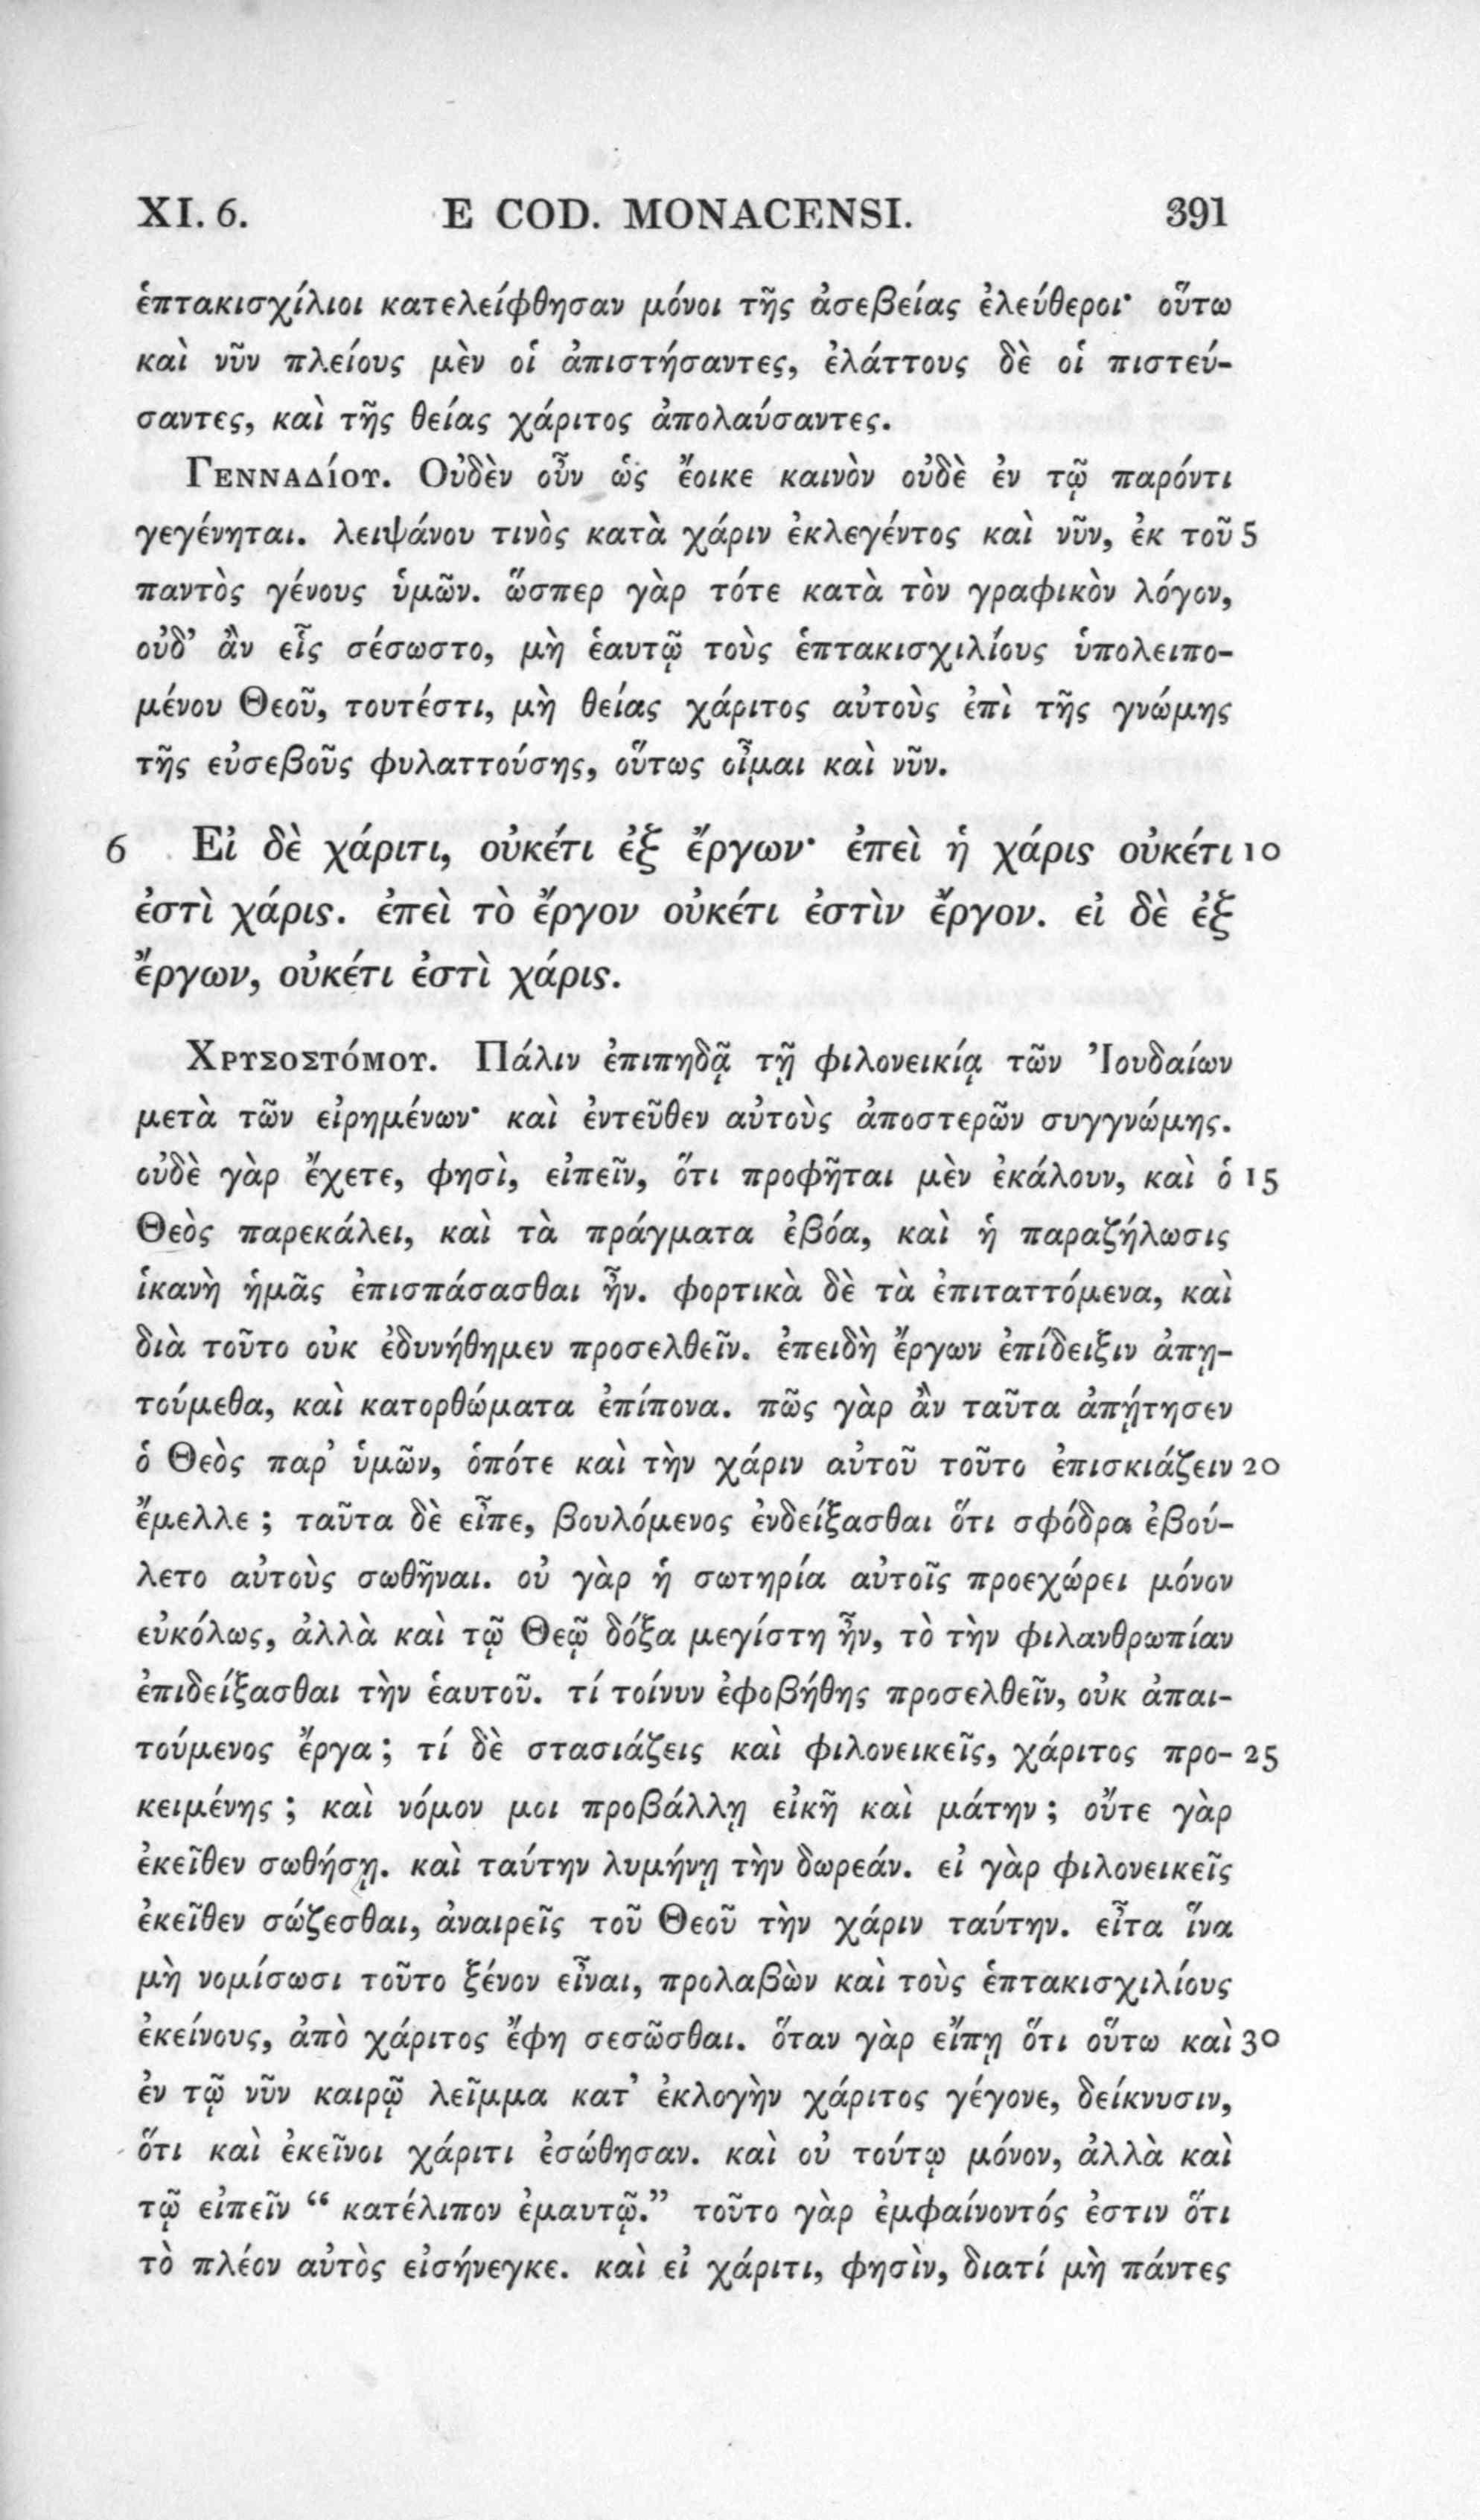 XI. 6. E COD. MONACENSI. 391
ἑπτακισχίλιοι κατελείφθησαν μόνοι τῆς ἀσεβείας ἐλεύθεροι· οὕτω
καὶ νῦν πλείους μὲν οἱ ἀπιστήσαντες, ἐλάττους δὲ οἱ πιστεύ-
σαντες, καὶ τῆς θείας χάριτος ἀπολαύσαντες.
Γενναδίου. Οὐδὲν οὖν ὡς ἔοικε καινὸν οὐδὲ ἐν τῷ παρόντι
γεγένηται. λειψάνου τινὸς κατὰ χάριν ἐκλεγέντος καὶ νῦν, ἐκ τοῦ 5
παντὸς γένους ὑμῶν. ὥσπερ γὰρ τότε κατὰ τὸν γραφικὸν λόγον,
οὐδ’ ἂν εἷς σέσωστο, μὴ ἑαυτῷ τοὺς ἑπτακισχιλίους ὑπολειπο-
μένου Θεοῦ, τουτέστι, μὴ θείας χάριτος αὐτοὺς ἐπὶ τῆς γνώμης
τῆς εὐσεβοῦς φυλαττούσης, οὕτως οἶμαι καὶ νῦν.
6 Εἰ δὲ χάριτι, οὐκέτι ἐξ ἔργων· ἐπεὶ ἡ χάρις οὐκέτι 10
ἐστὶ χάρις. ἐπεὶ τὸ ἔργον οὐκέτι ἐστὶν ἔργον. εἰ δὲ ἐξ
ἔργων, οὐκέτι ἐστὶ χάρις.
Χρυσοστόμου. Πάλιν ἐπιπηδᾷ τῇ φιλονεικίᾳ τῶν Ἰουδαίων
μετὰ τῶν εἰρημένων· καὶ ἐντεῦθεν αὐτοὺς ἀποστερῶν συγγνώμης.
οὐδὲ γὰρ ἔχετε, φησὶ, εἰπεῖν, ὅτι προφῆται μὲν ἐκάλουν, καὶ ὁ 15
Θεὸς παρεκάλει, καὶ τὰ πράγματα ἐβόα, καὶ ἡ παραζήλωσις
ἱκανὴ ἡμᾶς ἐπισπάσασθαι ἦν. φορτικὰ δὲ τὰ ἐπιταττόμενα, καὶ
διὰ τοῦτο οὐκ ἐδυνήθημεν προσελθεῖν. ἐπειδὴ ἔργων ἐπίδειξιν ἀπῃ-
τούμεθα, καὶ κατορθώματα ἐπίπονα. πῶς γὰρ ἂν ταῦτα ἀπῄτησεν
ὁ Θεὸς παρ’ ὑμῶν, ὁπότε καὶ τὴν χάριν αὐτοῦ τοῦτο ἐπισκιάζειν 20
ἔμελλε ; ταῦτα δὲ εἶπε, βουλόμενος ἐνδείξασθαι ὅτι σφόδρα ἐβού-
λετο αὐτοὺς σωθῆναι. οὐ γὰρ ἡ σωτηρία αὐτοῖς προεχώρει μόνον
εὐκόλως, ἀλλὰ καὶ τῷ Θεῷ δόξα μεγίστη ἦν, τὸ τὴν φιλανθρωπίαν
ἐπιδείξασθαι τὴν ἑαυτοῦ. τί τοίνυν ἐφοβήθης προσελθεῖν, οὐκ ἀπαι-
τούμενος ἔργα ; τί δὲ στασιάζεις καὶ φιλονεικεῖς, χάριτος προ- 25
κειμένης ; καὶ νόμον μοι προβάλλῃ εἰκῆ καὶ μάτην ; οὔτε γὰρ
ἐκεῖθεν σωθήσῃ. καὶ ταύτην λυμήνῃ τὴν δωρεάν. εἰ γὰρ φιλονεικεῖς
ἐκεῖθεν σώζεσθαι, ἀναιρεῖς τοῦ Θεοῦ τὴν χάριν ταύτην. εἶτα ἵνα
μὴ νομίσωσι τοῦτο ξένον εἶναι, προλαβὼν καὶ τοὺς ἑπτακισχιλίους
ἐκείνους, ἀπὸ χάριτος ἔφη σεσῶσθαι. ὅταν γὰρ εἴπῃ ὅτι οὕτω καὶ 30
ἐν τῷ νῦν καιρῷ λεῖμμα κατ’ ἐκλογὴν χάριτος γέγονε, δείκνυσιν,
ὅτι καὶ ἐκεῖνοι χάριτι ἐσώθησαν. καὶ οὐ τούτῳ μόνον, ἀλλὰ καὶ
τῷ εἰπεῖν “ κατέλιπον ἐμαυτῷ.” τοῦτο γὰρ ἐμφαίνοντός ἐστιν ὅτι
τὸ πλέον αὐτὸς εἰσήνεγκε. καὶ εἰ χάριτι, φησὶν, διατί μὴ πάντες